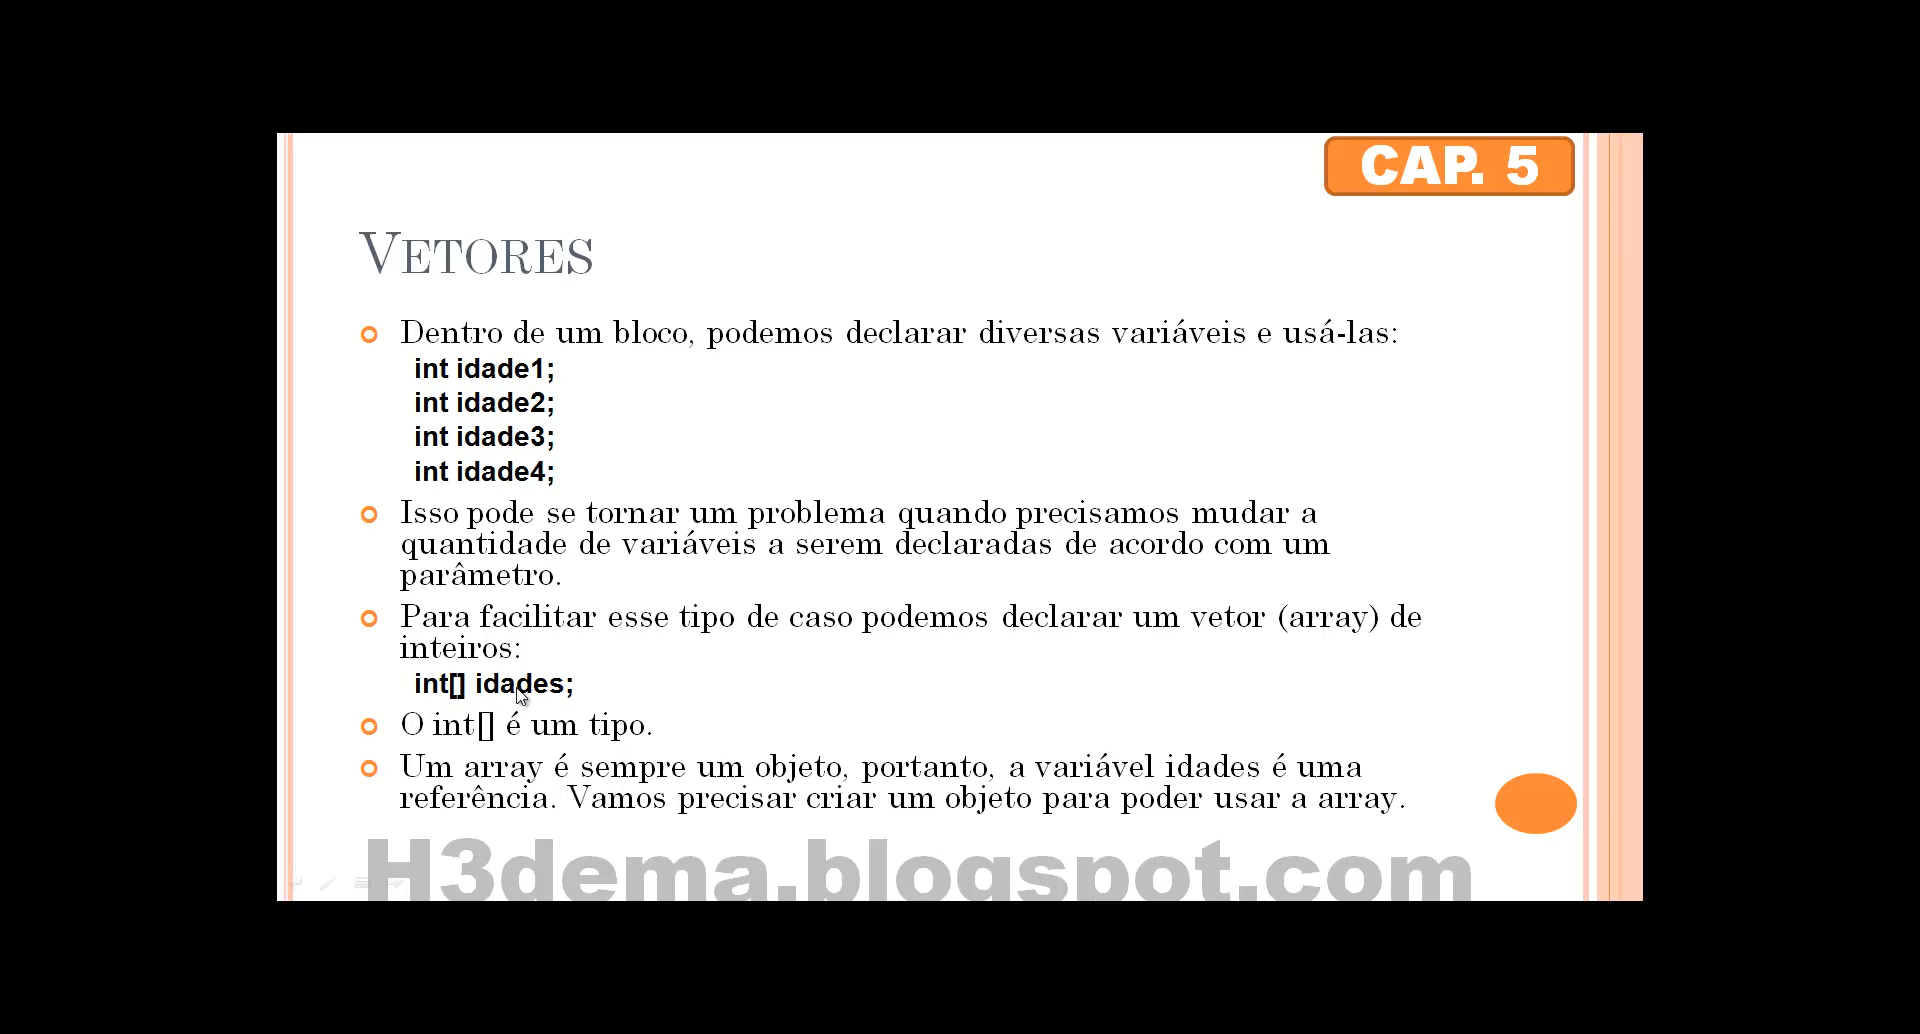 CAP. 5
VETORES
Dentro de um bloco, podemos declarar diversas variáveis e usá-las:
int idade1;
int idade2;
int idade3;
int idade4;
Isso pode se tornar um problema quando precisamos mudar a
quantidade de variáveis a serem declaradas de acordo com um
parâmetro.
Para facilitar esse tipo de caso podemos declarar um vetor (array) de
inteiros:
int[] idades;
O int[] é um tipo.
Um array é sempre um objeto, portanto, a variável idades é uma
referência. Vamos precisar criar um objeto para poder usar a array.
H3dema.blogspot.com